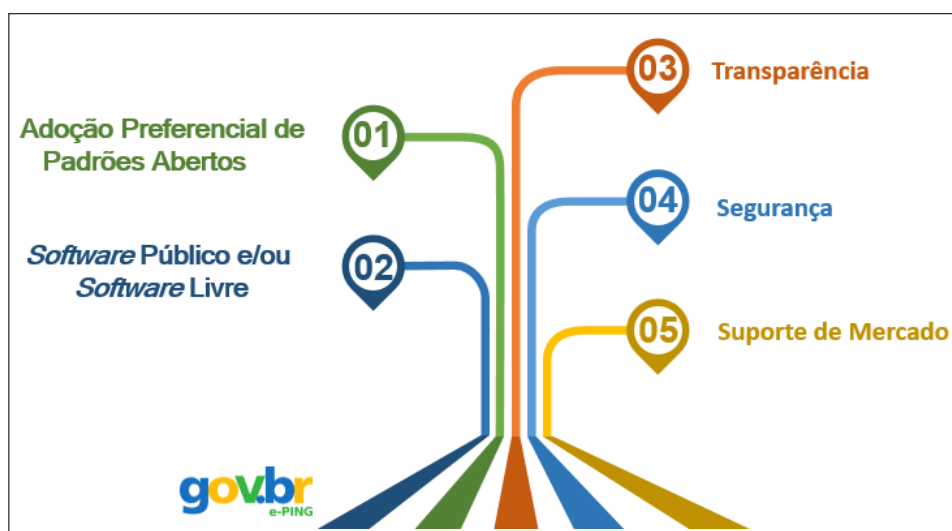 01
Adoção Preferencial de
Padrões Abertos
02
Software Público e/ou
Software Livre
03
Transparência
04
Segurança
05
Suporte de Mercado
gov.br
e-PING